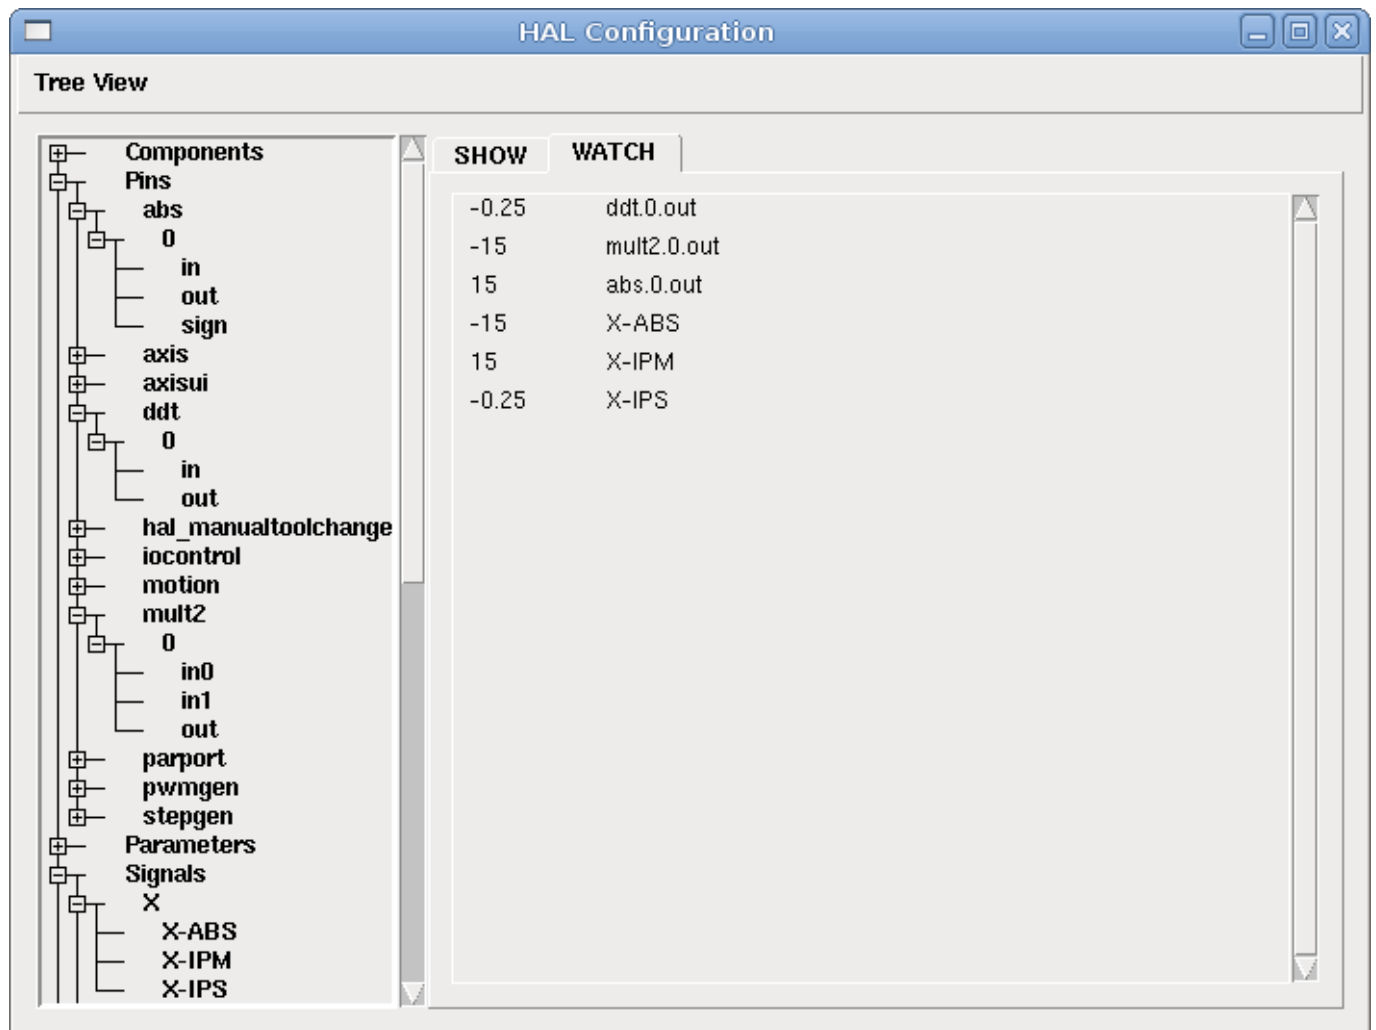 HAL Configuration
Tree View
Components
Pins
abs
0
in
out
sign
axis
axisui
ddt
0
in
out
hal_manualtoolchange
iocontrol
motion
mult2
0
in0
in1
out
parport
pwmgen
stepgen
Parameters
Signals
X
X-ABS
X-IPM
X-IPS
SHOW WATCH
-0.25 ddt.0.out
-15 mult2.0.out
15 abs.0.out
-15 X-ABS
15 X-IPM
-0.25 X-IPS